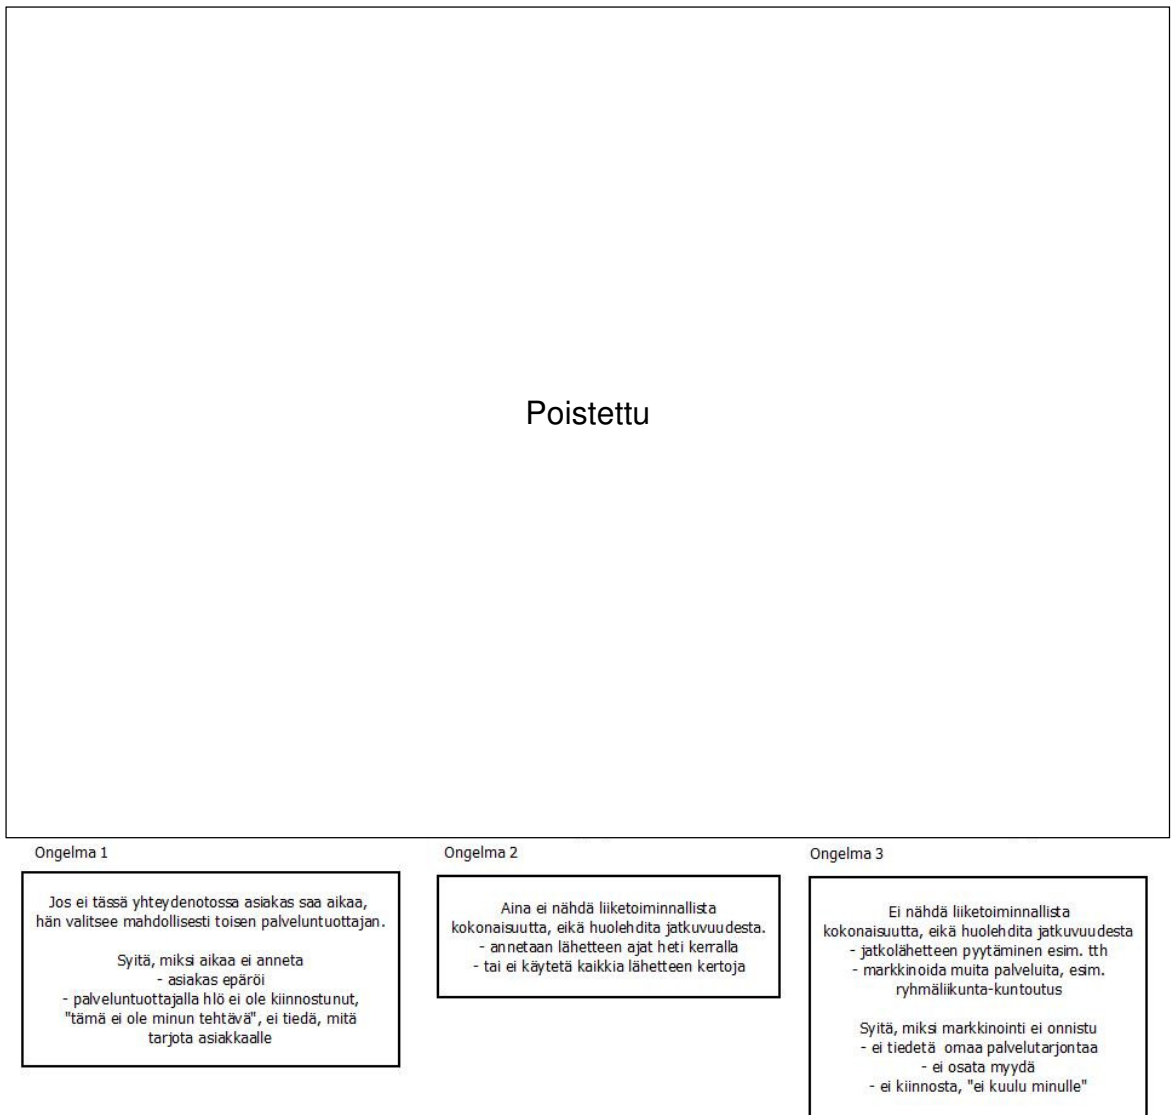 Poistettu
Ongelma 1
Jos ei tässä yhteydenotossa asiakas saa aikaa,
hän valitsee mahdollisesti toisen palveluntuottajan.
Syitä, miksi aikaa ei anneta
- asiakas epäröi
- palveluntuottajalla hlö ei ole kiinnostunut,
"tämä ei ole minun tehtävä", ei tiedä, mitä
tarjota asiakkaalle
Ongelma 2
Aina ei nähdä liiketoiminnallista
kokonaisuutta, eikä huolehdita jatkuvuudesta.
- annetaan lähetteen ajat heti kerralla
- tai ei käytetä kaikkia lähetteen kertoja
Ongelma 3
Ei nähdä liiketoiminnallista
kokonaisuutta, eikä huolehdita jatkuvuudesta
- jatkolähetteen pyytäminen esim. tth
- markkinoida muita palveluita, esim.
ryhmäliikunta-kuntoutus
Syitä, miksi markkinointi ei onnistu
- ei tiedetä omaa palvelutarjontaa
- ei osata myydä
- ei kiinnosta, "ei kuulu minulle"